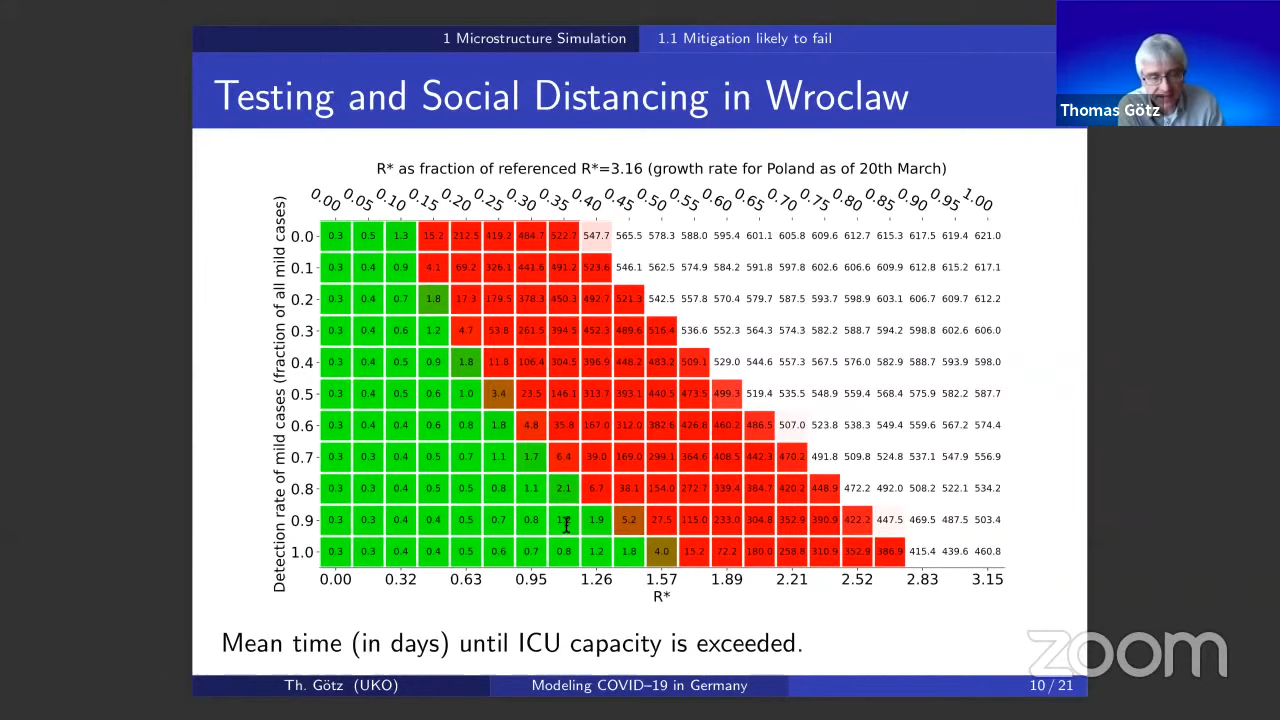 1 Microstructure Simulation 1.1 Mitigation likely to fail
Testing and Social Distancing in Wroclaw
Thomas Götz
R* as fraction of referenced R*=3.16 (growth rate for Poland as of 20th March)
0.00 0.05 0.10 0.15 0.20 0.25 0.30 0.35 0.40 0.45 0.50 0.55 0.60 0.65 0.70 0.75 0.80 0.85 0.90 0.95 1.00
Detection rate of mild cases (fraction of all mild cases)
0.0 0.3 0.5 1.3 15.2 212.5 419.2 484.7 522.7 547.7 565.5 578.3 588.0 595.4 601.1 605.8 609.6 612.7 615.3 617.5 619.4 621.0
0.1 0.3 0.4 0.9 4.1 69.2 326.1 441.6 491.2 523.6 546.1 562.5 574.9 584.2 591.8 597.8 602.6 606.6 609.9 612.8 615.2 617.1
0.2 0.3 0.4 0.7 1.8 17.3 179.5 378.3 450.3 492.7 521.3 542.5 557.8 570.4 579.7 587.5 593.7 598.9 603.1 606.7 609.7 612.2
0.3 0.3 0.4 0.6 1.2 4.7 53.8 261.5 394.5 452.3 489.6 516.4 536.6 552.3 564.3 574.3 582.2 588.7 594.2 598.8 602.6 606.0
0.4 0.3 0.4 0.5 0.9 1.8 11.8 106.4 304.5 396.9 448.2 483.2 509.1 529.0 544.6 557.3 567.5 576.0 582.9 588.7 593.9 598.0
0.5 0.3 0.4 0.5 0.6 1.0 3.4 23.5 146.1 313.7 393.1 440.5 473.5 499.3 519.4 535.5 548.9 559.4 568.4 575.9 582.2 587.7
0.6 0.3 0.4 0.4 0.6 0.8 1.8 4.8 35.8 167.0 312.0 382.6 426.8 460.2 486.5 507.0 523.8 538.3 549.4 559.6 567.2 574.4
0.7 0.3 0.3 0.4 0.5 0.7 1.1 1.7 6.4 39.0 169.0 299.1 364.6 408.5 442.3 470.2 491.8 509.8 524.8 537.1 547.9 556.9
0.8 0.3 0.3 0.4 0.5 0.5 0.8 1.1 2.1 6.7 38.1 154.0 272.7 339.4 384.7 420.2 448.9 472.2 492.0 508.2 522.1 534.2
0.9 0.3 0.3 0.4 0.4 0.5 0.7 0.8 1.9 5.2 27.5 115.0 233.0 304.8 352.9 390.9 422.2 447.5 469.5 487.5 503.4
1.0 0.3 0.3 0.4 0.4 0.5 0.6 0.7 0.8 1.2 1.8 4.0 15.2 72.2 180.0 258.8 310.9 352.9 386.9 415.4 439.6 460.8
0.00 0.32 0.63 0.95 1.26 1.57 1.89 2.21 2.52 2.83 3.15
R*
Mean time (in days) until ICU capacity is exceeded.
zoom
Th. Götz (UKO) Modeling COVID–19 in Germany 10 / 21